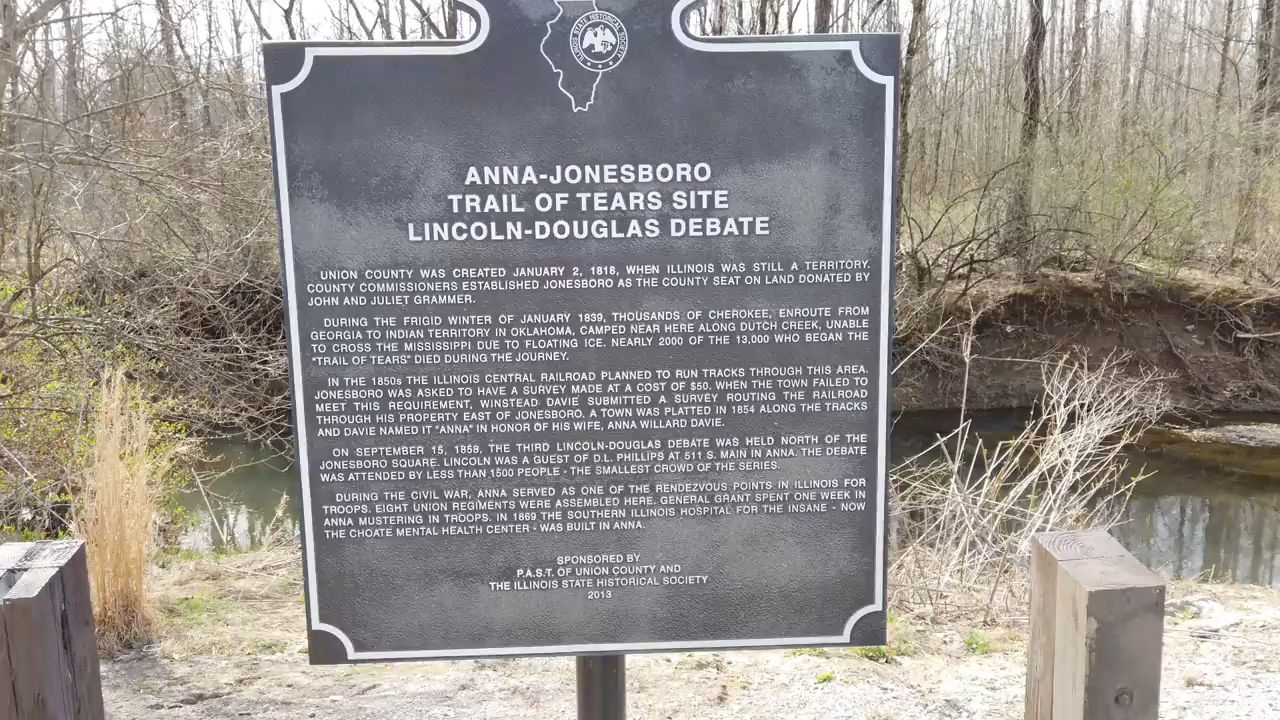 ILLINOIS STATE HISTORICAL SOCIETY
ANNA-JONESBORO
TRAIL OF TEARS SITE
LINCOLN-DOUGLAS DEBATE
UNION COUNTY WAS CREATED JANUARY 2, 1818, WHEN ILLINOIS WAS STILL A TERRITORY.
COUNTY COMMISSIONERS ESTABLISHED JONESBORO AS THE COUNTY SEAT ON LAND DONATED BY
JOHN AND JULIET GRAMMER.
DURING THE FRIGID WINTER OF JANUARY 1839, THOUSANDS OF CHEROKEE, ENROUTE FROM
GEORGIA TO INDIAN TERRITORY IN OKLAHOMA, CAMPED NEAR HERE ALONG DUTCH CREEK, UNABLE
TO CROSS THE MISSISSIPPI DUE TO FLOATING ICE. NEARLY 2000 OF THE 13,000 WHO BEGAN THE
"TRAIL OF TEARS" DIED DURING THE JOURNEY.
IN THE 1850s THE ILLINOIS CENTRAL RAILROAD PLANNED TO RUN TRACKS THROUGH THIS AREA.
JONESBORO WAS ASKED TO HAVE A SURVEY MADE AT A COST OF $50. WHEN THE TOWN FAILED TO
MEET THIS REQUIREMENT, WINSTEAD DAVIE SUBMITTED A SURVEY ROUTING THE RAILROAD
THROUGH HIS PROPERTY EAST OF JONESBORO. A TOWN WAS PLATTED IN 1854 ALONG THE TRACKS
AND DAVIE NAMED IT "ANNA" IN HONOR OF HIS WIFE, ANNA WILLARD DAVIE.
ON SEPTEMBER 15, 1858, THE THIRD LINCOLN-DOUGLAS DEBATE WAS HELD NORTH OF THE
JONESBORO SQUARE. LINCOLN WAS A GUEST OF D.L. PHILLIPS AT 511 S. MAIN IN ANNA. THE DEBATE
WAS ATTENDED BY LESS THAN 1500 PEOPLE - THE SMALLEST CROWD OF THE SERIES.
DURING THE CIVIL WAR, ANNA SERVED AS ONE OF THE RENDEZVOUS POINTS IN ILLINOIS FOR
TROOPS. EIGHT UNION REGIMENTS WERE ASSEMBLED HERE. GENERAL GRANT SPENT ONE WEEK IN
ANNA MUSTERING IN TROOPS. IN 1869 THE SOUTHERN ILLINOIS HOSPITAL FOR THE INSANE - NOW
THE CHOATE MENTAL HEALTH CENTER - WAS BUILT IN ANNA.
SPONSORED BY
P.A.S.T. OF UNION COUNTY AND
THE ILLINOIS STATE HISTORICAL SOCIETY
2013